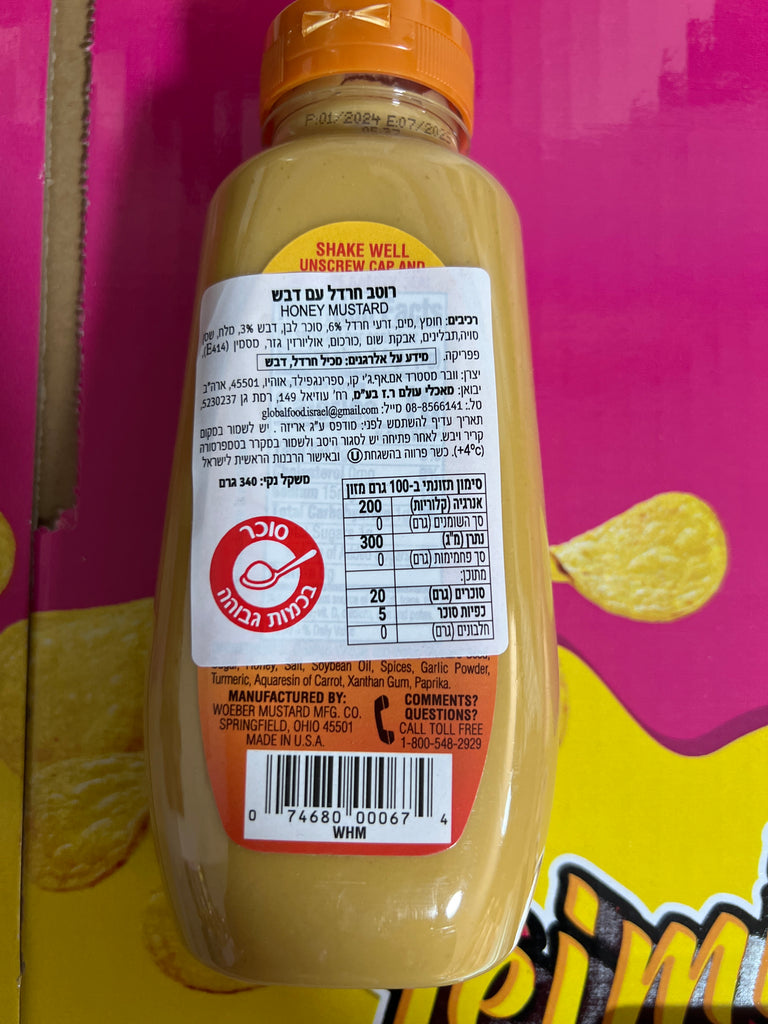 F:01/2024 E:07/202
05:37
SHAKE WELL
UNSCREW CAP AND
רוטב חרדל עם דבש
HONEY MUSTARD
רכיבים: חומץ ,מים, זרעי חרדל 6%, סוכר לבן, דבש 3%, מלח, שמן
סויה,תבלינים, אבקת שום ,כורכום, אוליורזין גזר, מסמיך (E414),
פפריקה. מידע על אלרגנים: מכיל חרדל, דבש
יצרן: וובר מסטרד אמ.אף.ג'י קו, ספרינגפילד, אוהיו, 45501, ארה"ב
יבואן: מאכלי עולם ר.ז בע"מ, רח' עוזיאל 149, רמת גן 5230237,
טל: 08-8566141 מייל: globalfood.israel@gmail.com
תאריך עדיף להשתמש לפני: מודפס ע"ג אריזה . יש לשמור במקום
קריר ויבש. לאחר פתיחה יש לסגור היטב ולשמור במקרר בטמפרטורה
(+4ºc). כשר פרווה בהשגחת U ובאישור הרבנות הראשית לישראל
משקל נקי: 340 גרם
סימון תזונתי ב-100 גרם מזון
אנרגיה (קלוריות) 200
סך השומנים (גרם) 0
נתרן (מ"ג) 300
סך פחמימות (גרם) 0
מתוכן:
סוכרים (גרם) 20
כפיות סוכר 5
חלבונים (גרם) 0
סוכר
בכמות גבוהה
Sugar, Honey, Salt, Soybean Oil, Spices, Garlic Powder,
Turmeric, Aquaresin of Carrot, Xanthan Gum, Paprika.
MANUFACTURED BY:
WOEBER MUSTARD MFG. CO.
SPRINGFIELD, OHIO 45501
MADE IN U.S.A.
COMMENTS?
QUESTIONS?
CALL TOLL FREE
1-800-548-2929
0 74680 00067 4
WHM